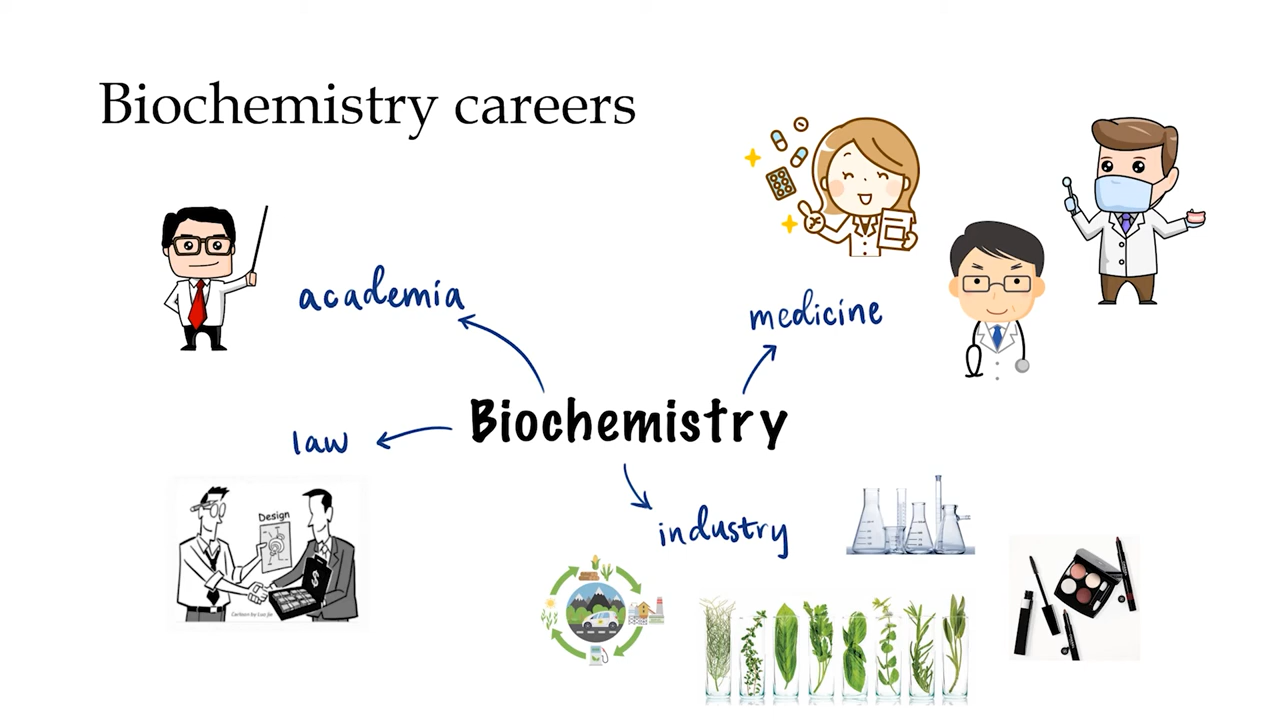 Biochemistry careers
academia
medicine
Biochemistry
law
industry
Design
$